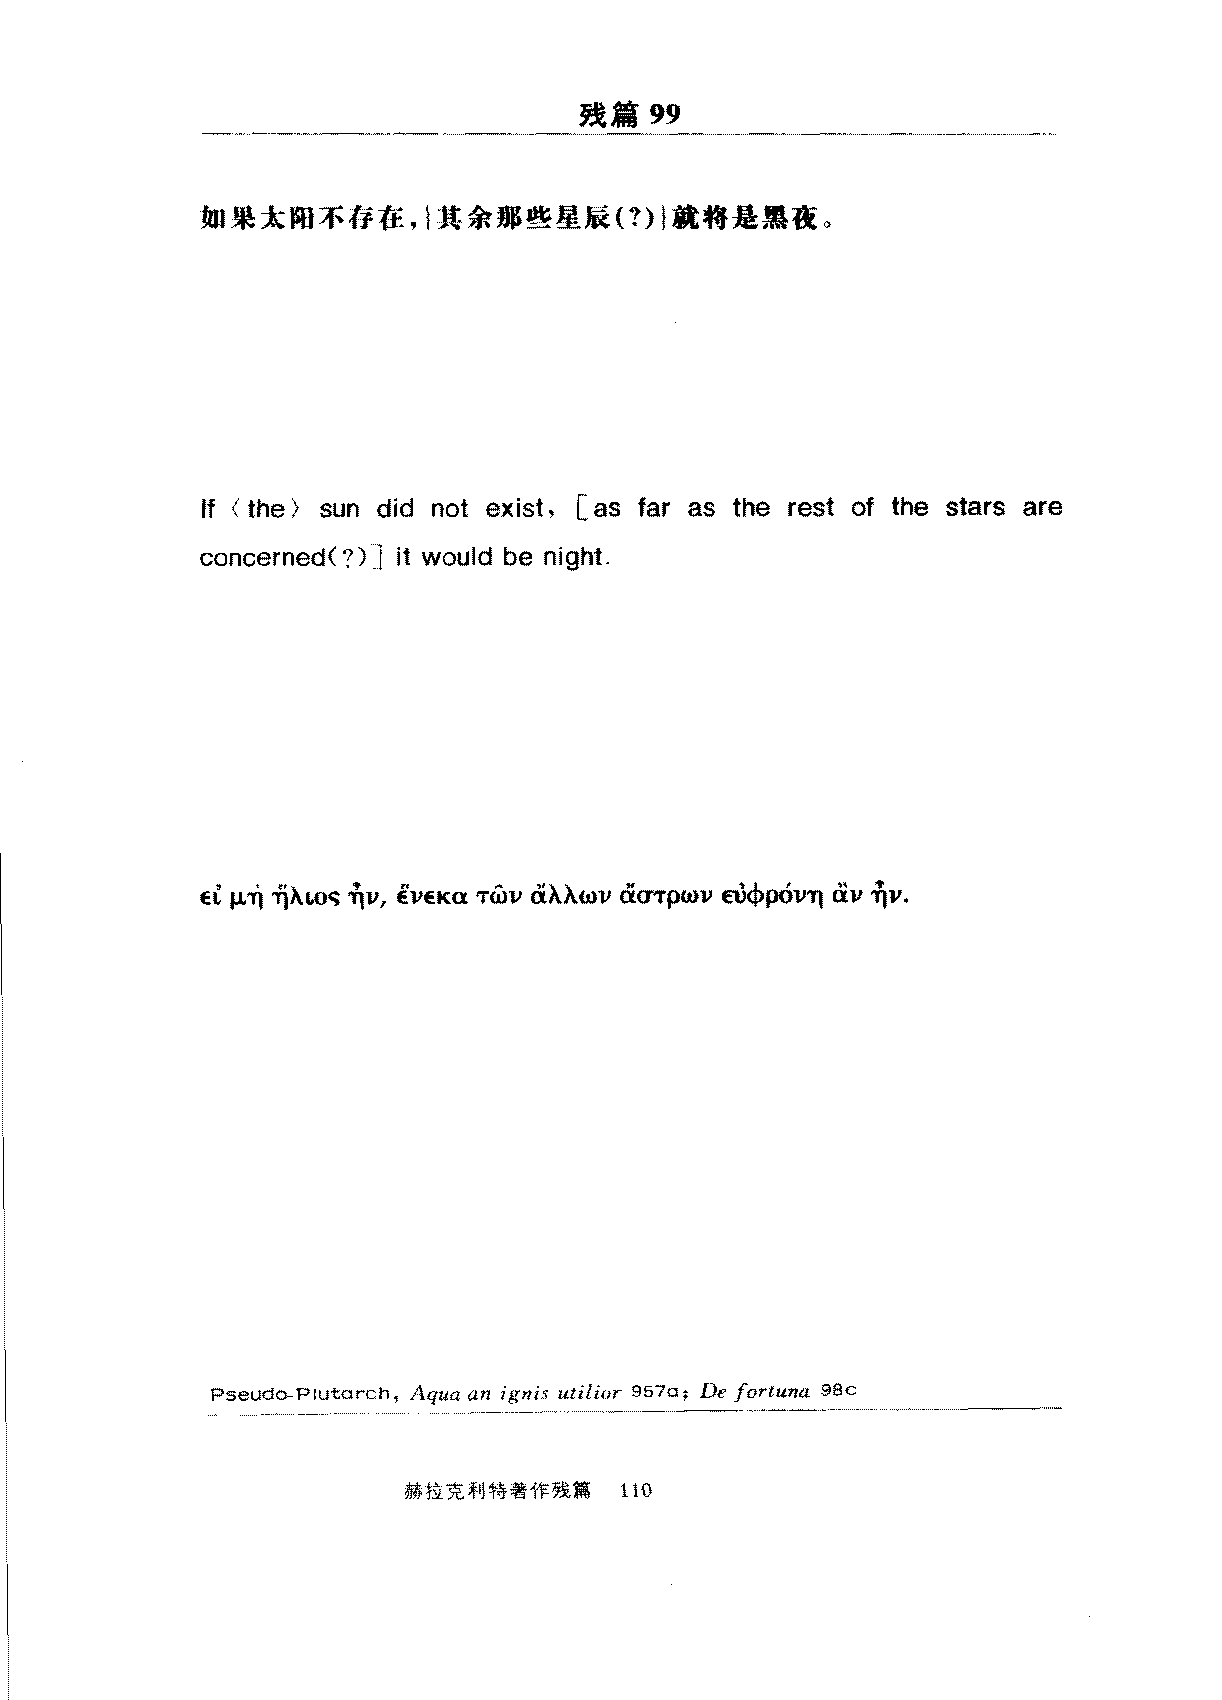 残篇 99
如果太阳不存在,[其余那些星辰(?)]就将是黑夜。
If〈the〉sun did not exist, [as far as the rest of the stars are
concerned(?)] it would be night.
εἰ μὴ ἥλιος ἦν, ἕνεκα τῶν ἄλλων ἄστρων εὐφρόνη ἂν ἦν.
Pseudo-Plutarch, Aqua an ignis utilior 957a; De fortuna 98c
赫拉克利特著作残篇 110